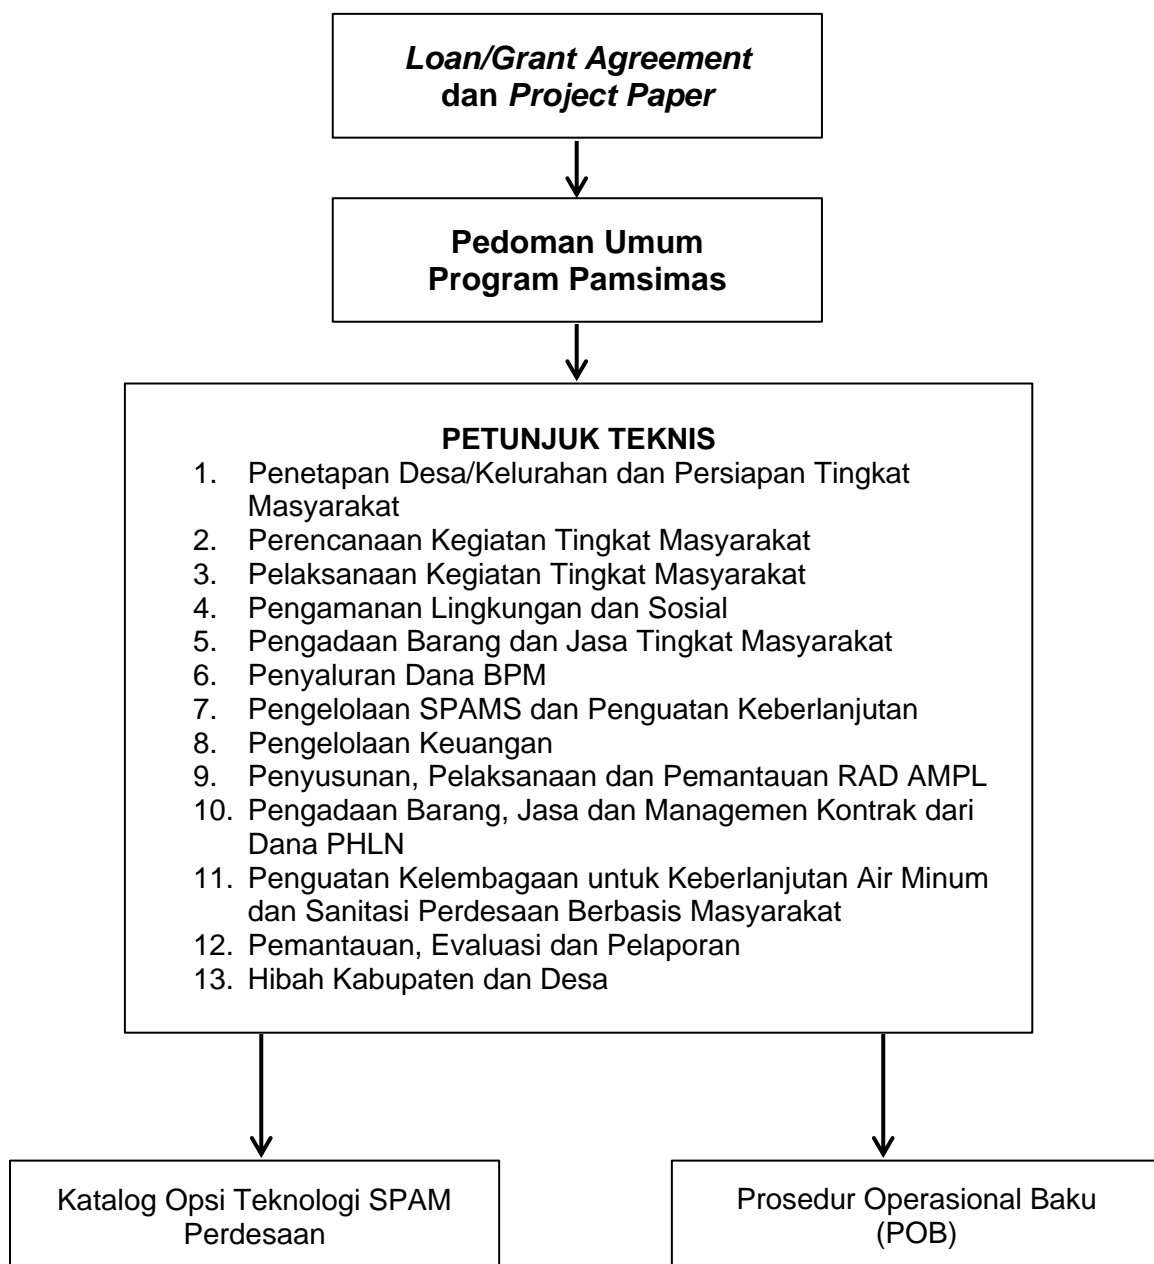 Loan/Grant Agreement
dan Project Paper
Pedoman Umum
Program Pamsimas
PETUNJUK TEKNIS
1. Penetapan Desa/Kelurahan dan Persiapan Tingkat
Masyarakat
2. Perencanaan Kegiatan Tingkat Masyarakat
3. Pelaksanaan Kegiatan Tingkat Masyarakat
4. Pengamanan Lingkungan dan Sosial
5. Pengadaan Barang dan Jasa Tingkat Masyarakat
6. Penyaluran Dana BPM
7. Pengelolaan SPAMS dan Penguatan Keberlanjutan
8. Pengelolaan Keuangan
9. Penyusunan, Pelaksanaan dan Pemantauan RAD AMPL
10. Pengadaan Barang, Jasa dan Managemen Kontrak dari
Dana PHLN
11. Penguatan Kelembagaan untuk Keberlanjutan Air Minum
dan Sanitasi Perdesaan Berbasis Masyarakat
12. Pemantauan, Evaluasi dan Pelaporan
13. Hibah Kabupaten dan Desa
Katalog Opsi Teknologi SPAM
Perdesaan
Prosedur Operasional Baku
(POB)